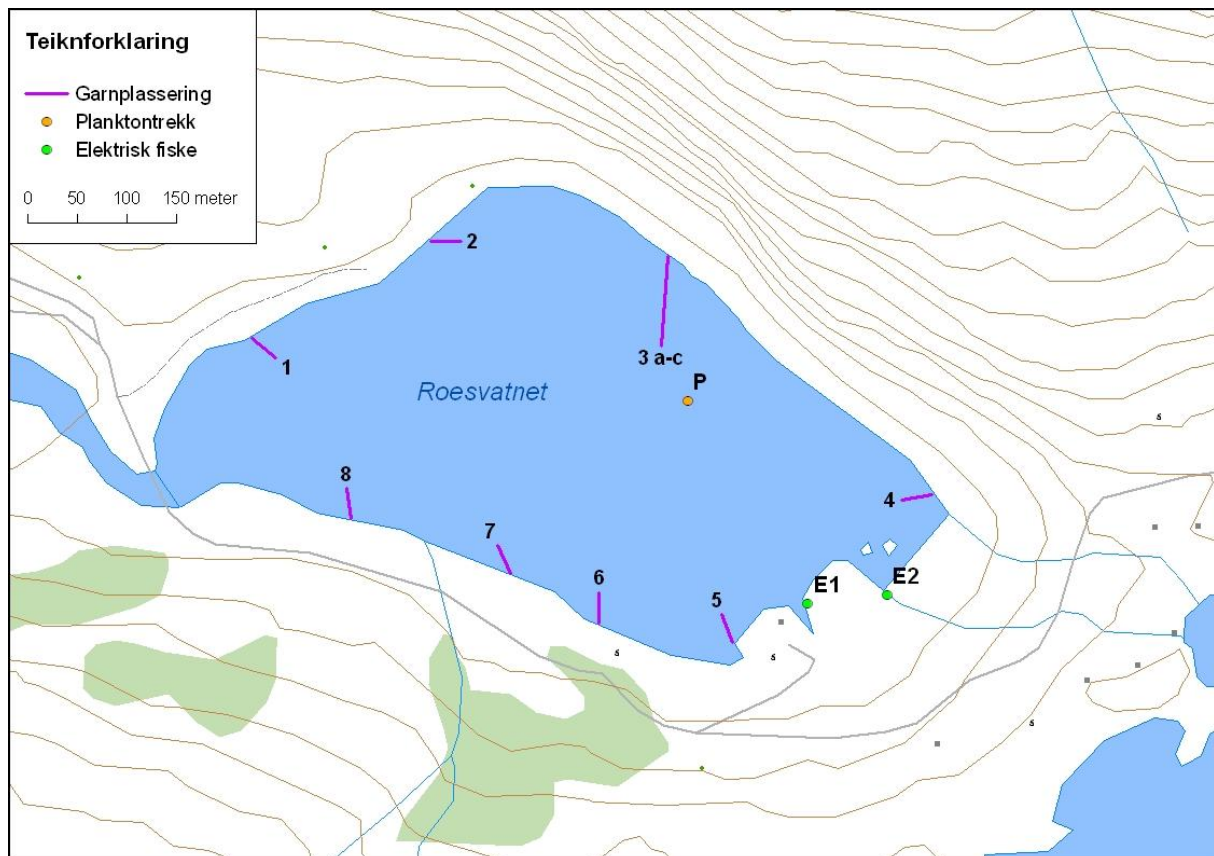 Teiknforklaring
Garnplassering
Planktontrekk
Elektrisk fiske
0 50 100 150 meter
2
1
3 a-c
P
Roesvatnet
8
4
7
6
5
E1
E2
s
s
s
s